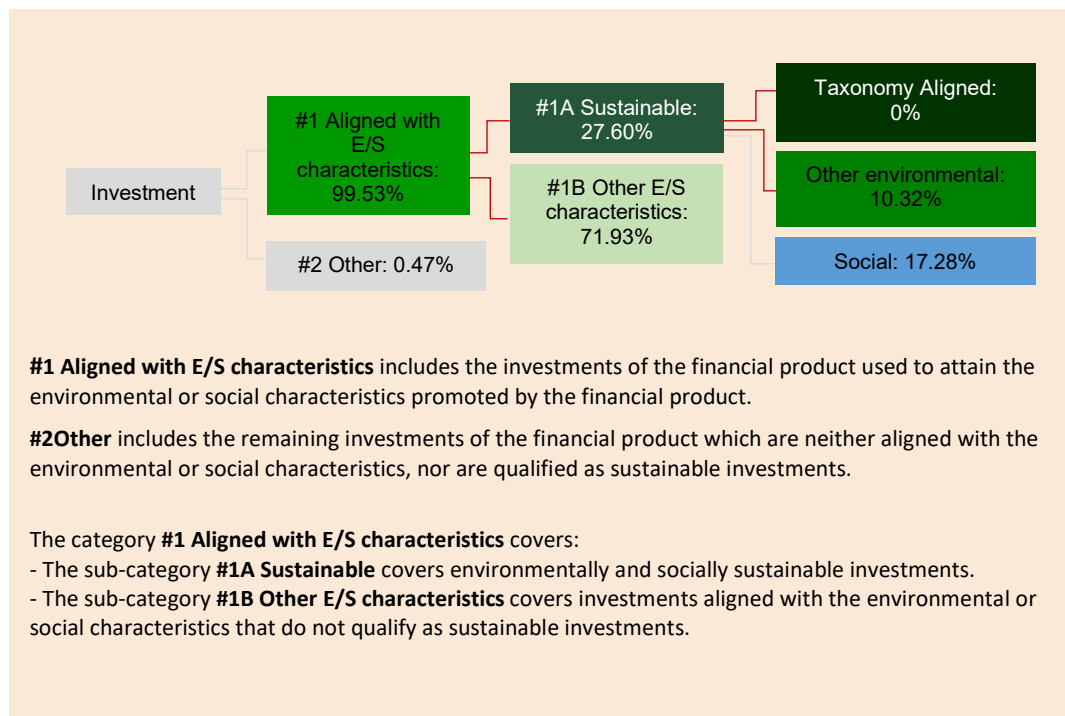 Investment
#1 Aligned with
E/S
characteristics:
99.53%
#2 Other: 0.47%
#1A Sustainable:
27.60%
#1B Other E/S
characteristics:
71.93%
Taxonomy Aligned:
0%
Other environmental:
10.32%
Social: 17.28%
#1 Aligned with E/S characteristics includes the investments of the financial product used to attain the
environmental or social characteristics promoted by the financial product.
#2Other includes the remaining investments of the financial product which are neither aligned with the
environmental or social characteristics, nor are qualified as sustainable investments.
The category #1 Aligned with E/S characteristics covers:
- The sub-category #1A Sustainable covers environmentally and socially sustainable investments.
- The sub-category #1B Other E/S characteristics covers investments aligned with the environmental or
social characteristics that do not qualify as sustainable investments.